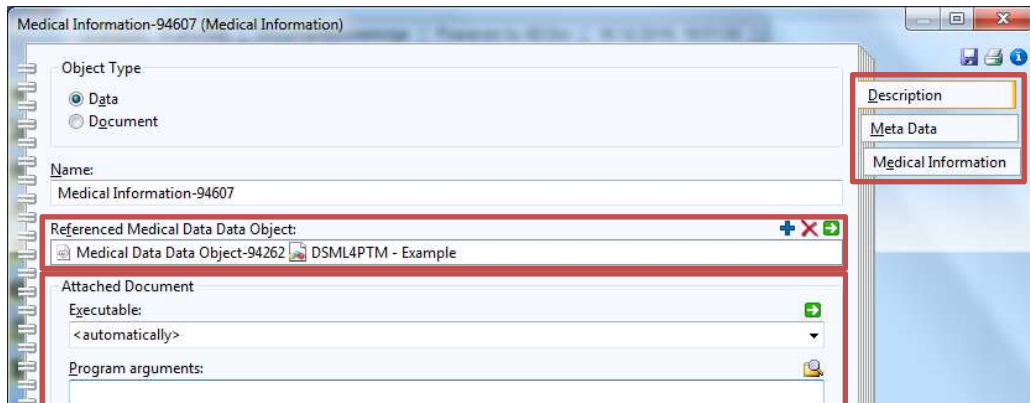 Medical Information-94607 (Medical Information)
Object Type
Data
Document
Name:
Medical Information-94607
Referenced Medical Data Data Object:
Medical Data Data Object-94262 DSML4PTM - Example
Attached Document
Executable:
<automatically>
Program arguments:
Description
Meta Data
Medical Information